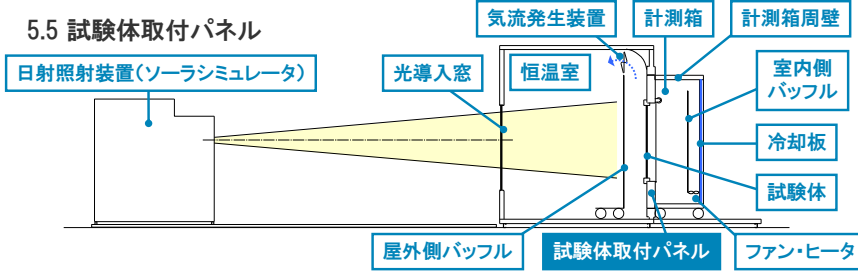 5.5 試験体取付パネル
気流発生装置
計測箱
計測箱周壁
日射照射装置(ソーラシミュレータ)
光導入窓
恒温室
室内側
バッフル
冷却板
試験体
屋外側バッフル
試験体取付パネル
ファン・ヒータ